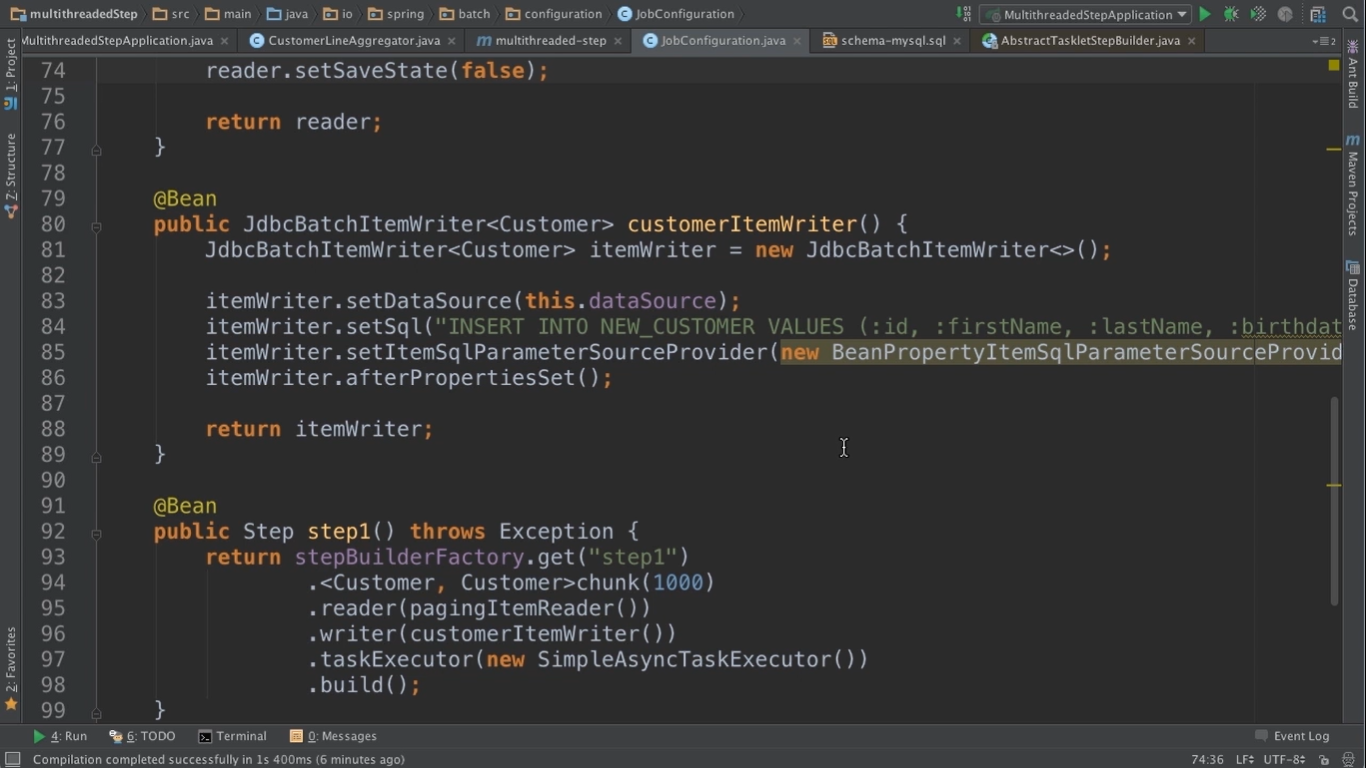 multithreadedStep src main java io spring batch configuration JobConfiguration MultithreadedStepApplication
MultithreadedStepApplication.java CustomerLineAggregator.java multithreaded-step JobConfiguration.java schema-mysql.sql AbstractTaskletStepBuilder.java
1: Project
Z: Structure
2: Favorites
74 reader.setSaveState(false);
75
76 return reader;
77 }
78
79 @Bean
80 public JdbcBatchItemWriter<Customer> customerItemWriter() {
81 JdbcBatchItemWriter<Customer> itemWriter = new JdbcBatchItemWriter<>();
82
83 itemWriter.setDataSource(this.dataSource);
84 itemWriter.setSql("INSERT INTO NEW_CUSTOMER VALUES (:id, :firstName, :lastName, :birthdat
85 itemWriter.setItemSqlParameterSourceProvider(new BeanPropertyItemSqlParameterSourceProvid
86 itemWriter.afterPropertiesSet();
87
88 return itemWriter;
89 }
90
91 @Bean
92 public Step step1() throws Exception {
93 return stepBuilderFactory.get("step1")
94 .<Customer, Customer>chunk(1000)
95 .reader(pagingItemReader())
96 .writer(customerItemWriter())
97 .taskExecutor(new SimpleAsyncTaskExecutor())
98 .build();
99 }
Ant Build
Maven Projects
Database
4: Run 6: TODO Terminal 0: Messages Event Log
Compilation completed successfully in 1s 400ms (6 minutes ago) 74:36 LF÷ UTF-8÷